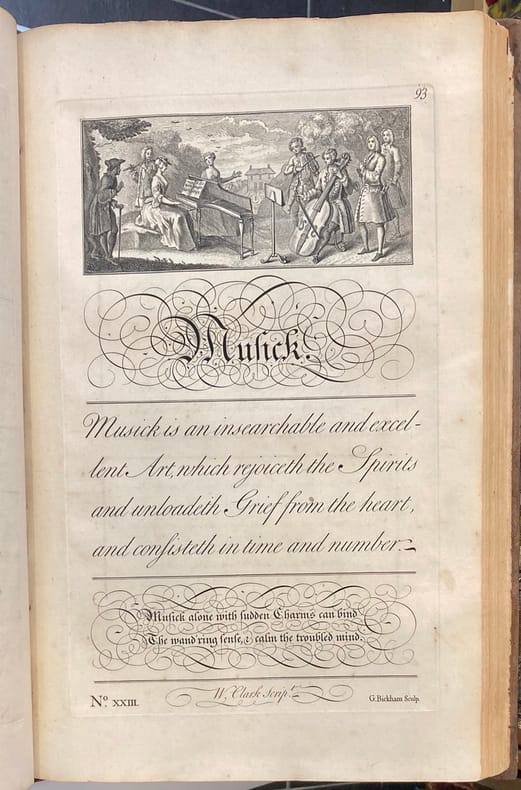 93
Musick.
Musick is an insearchable and excel-
lent Art, which rejoiceth the Spirits
and unloadeth Grief from the heart,
and consisteth in time and number.
Musick alone with sudden Charms can bind
The wand'ring sense, & calm the troubled mind.
W. Clark Scrip.t
No. XXIII.
G. Bickham Sculp.